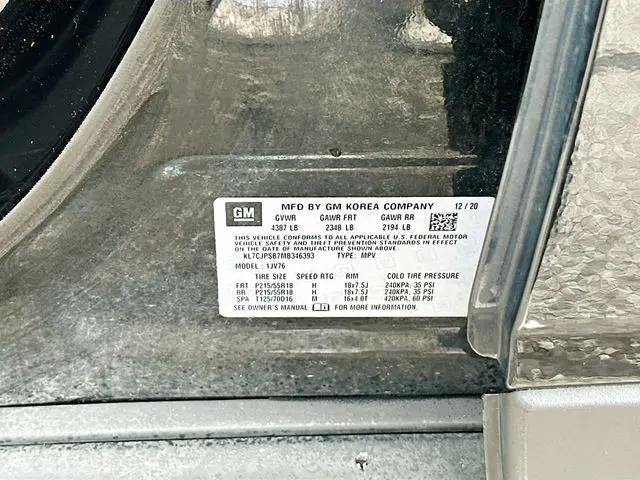 GM
MFD BY GM KOREA COMPANY 12/20
GVWR GAWR FRT GAWR RR
4387 LB 2348 LB 2194 LB
THIS VEHICLE CONFORMS TO ALL APPLICABLE U.S. FEDERAL MOTOR
VEHICLE SAFETY AND THEFT PREVENTION STANDARDS IN EFFECT
ON THE DATE OF MANUFACTURE SHOWN ABOVE.
KL7CJPSB7MB346393 TYPE: MPV
MODEL: 1JV76
TIRE SIZE SPEED RTG RIM COLD TIRE PRESSURE
FRT P215/55R18 H 18x7.5J 240KPA, 35 PSI
RR P215/55R18 H 18x7.5J 240KPA, 35 PSI
SPA T125/70D16 M 16x4.0T 420KPA, 60 PSI
SEE OWNER'S MANUAL FOR MORE INFORMATION.